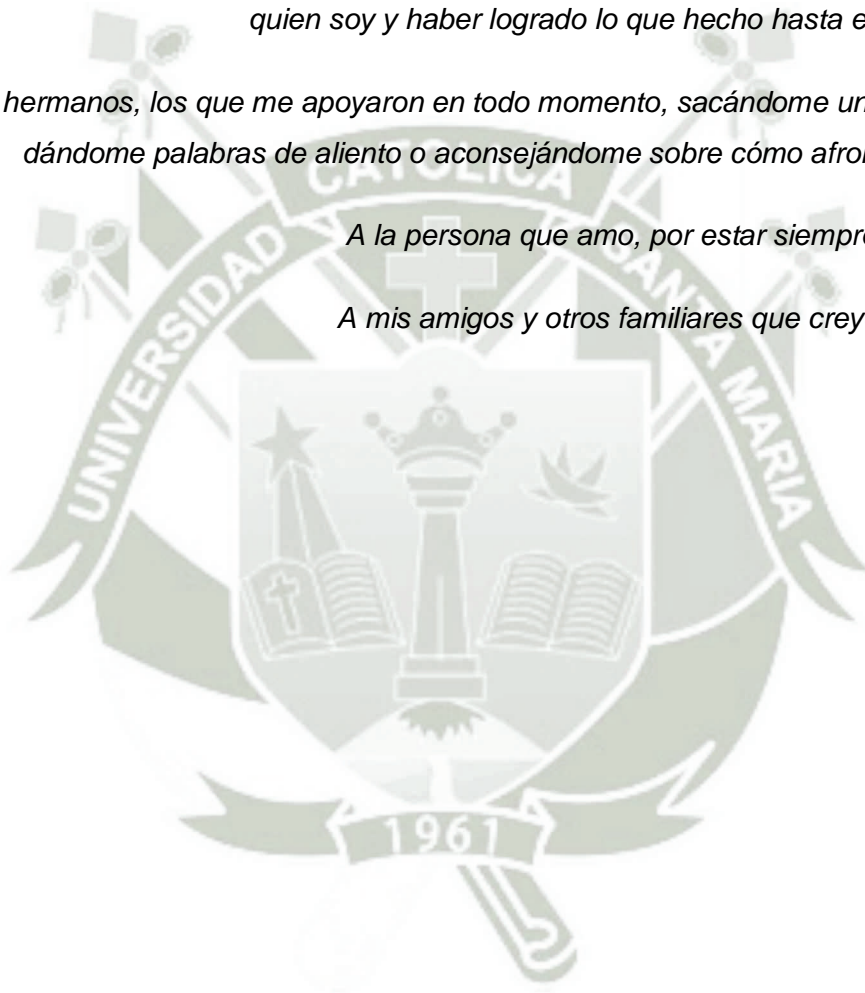 quien soy y haber logrado lo que hecho hasta e
hermanos, los que me apoyaron en todo momento, sacándome un
dándome palabras de aliento o aconsejándome sobre cómo afro
A la persona que amo, por estar siempre
A mis amigos y otros familiares que crey
UNIVERSIDAD CATOLICA SANTA MARIA
1961